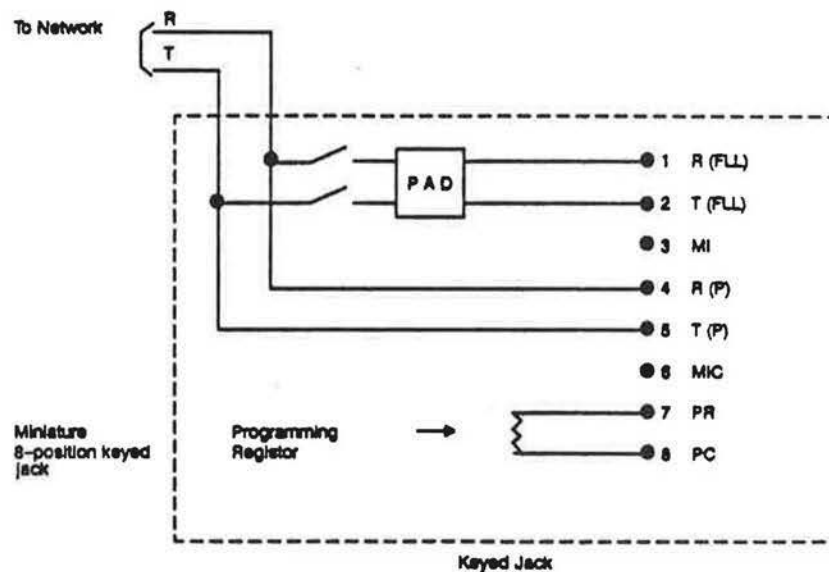 To Network
R
T
PAD
1 R (FLL)
2 T (FLL)
3 MI
4 R (P)
5 T (P)
6 MIC
7 PR
8 PC
Miniature
8-position keyed
jack
Programming
Registor
Keyed Jack